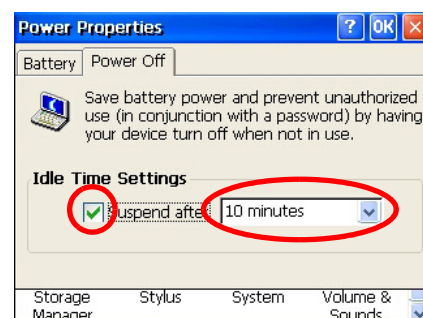 Power Properties ? OK
Battery Power Off
Save battery power and prevent unauthorized
use (in conjunction with a password) by having
your device turn off when not in use.
Idle Time Settings
Suspend after 10 minutes
Storage Stylus System Volume &
Manager Sounds